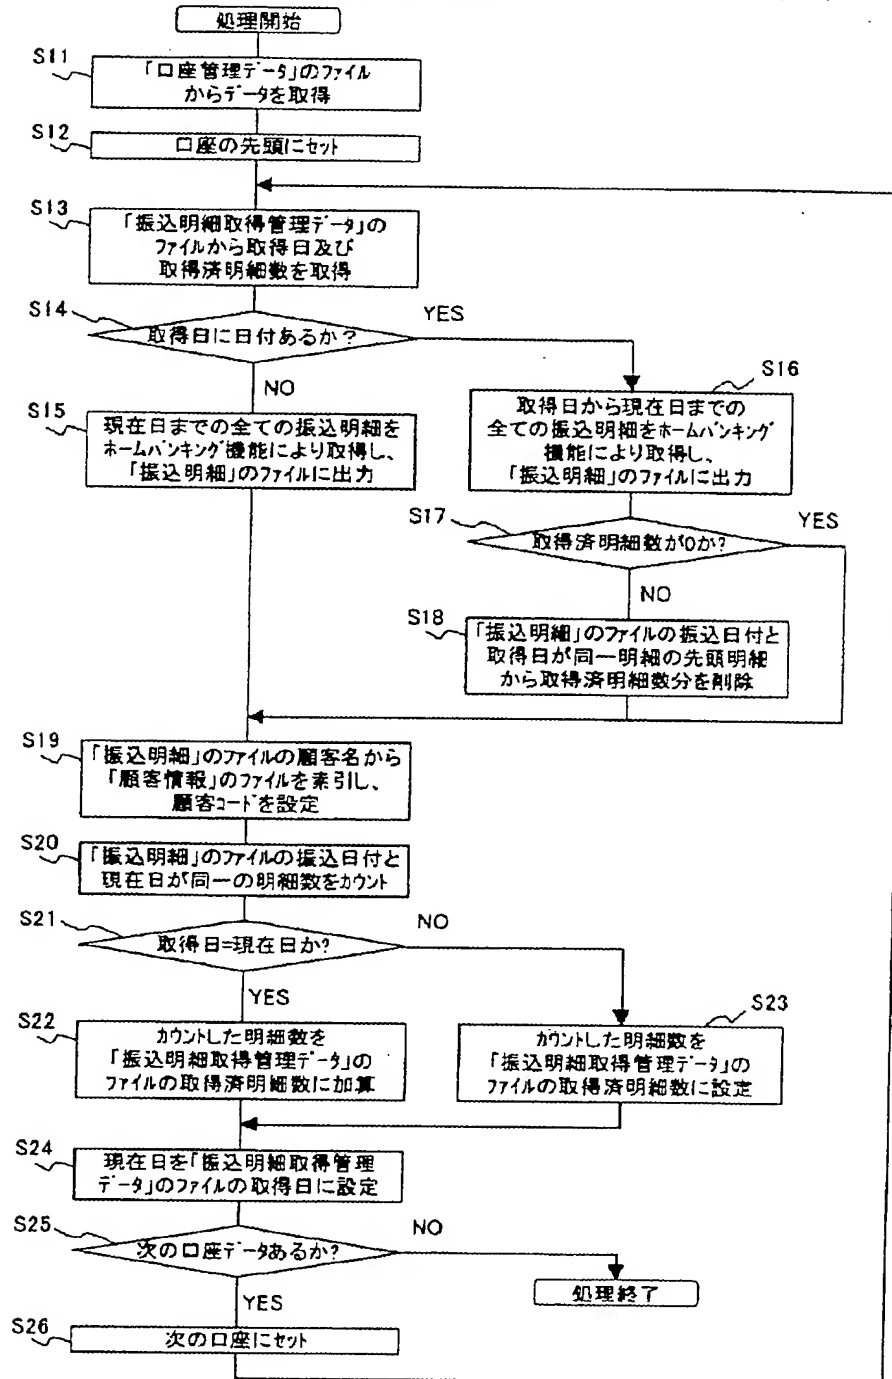 処理開始
S11
「口座管理データ」のファイル
からデータを取得
S12
口座の先頭にセット
S13
「振込明細取得管理データ」の
ファイルから取得日及び
取得済明細数を取得
S14
取得日に日付あるか?
YES
NO
S15
現在日までの全ての振込明細を
ホームバンキング機能により取得し、
「振込明細」のファイルに出力
S16
取得日から現在日までの
全ての振込明細をホームバンキング
機能により取得し、
「振込明細」のファイルに出力
S17
取得済明細数が0か?
YES
NO
S18
「振込明細」のファイルの振込日付と
取得日が同一明細の先頭明細
から取得済明細数分を削除
S19
「振込明細」のファイルの顧客名から
「顧客情報」のファイルを索引し、
顧客コードを設定
S20
「振込明細」のファイルの振込日付と
現在日が同一の明細数をカウント
S21
取得日=現在日か?
NO
YES
S22
カウントした明細数を
「振込明細取得管理データ」の
ファイルの取得済明細数に加算
S23
カウントした明細数を
「振込明細取得管理データ」の
ファイルの取得済明細数に設定
S24
現在日を「振込明細取得管理
データ」のファイルの取得日に設定
S25
次の口座データあるか?
NO
YES
処理終了
S26
次の口座にセット